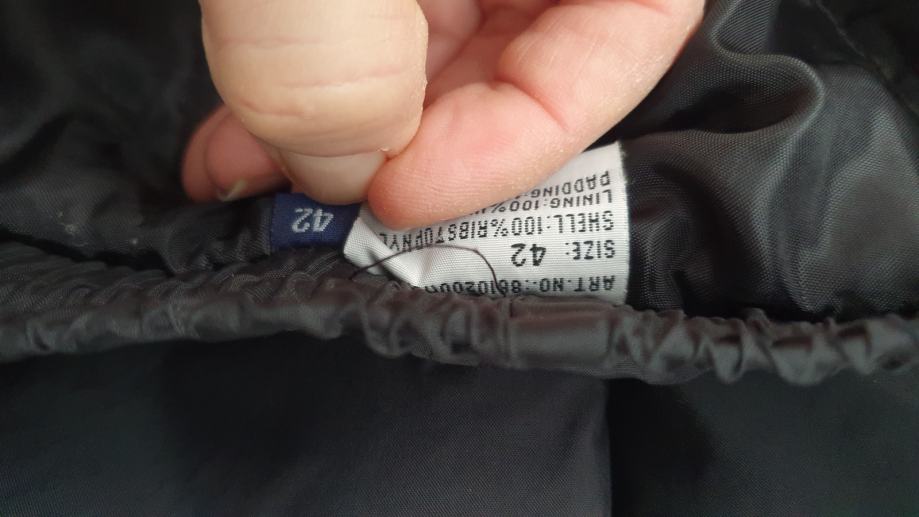 42
ART.NO.:
SIZE: 42
SHELL:100%RIBSTOPNYL
LINING:100%
PADDING: